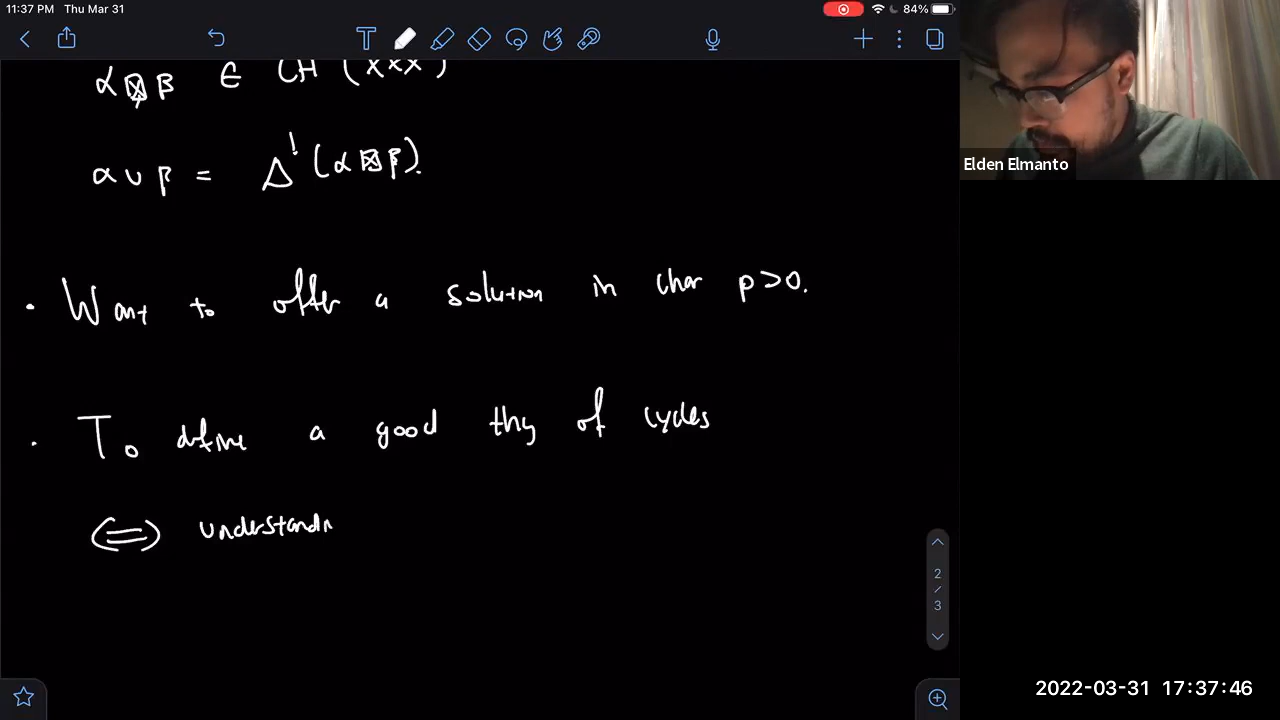 11:37 PM Thu Mar 31
84%
α ⊠ β ∈ CH (X×X)
α ∪ β = Δ^! (α ⊠ β).
• Want to offer a solution in char p>0.
• To define a good thy of cycles
⟺ understandn
Elden Elmanto
2
/
3
2022-03-31 17:37:46